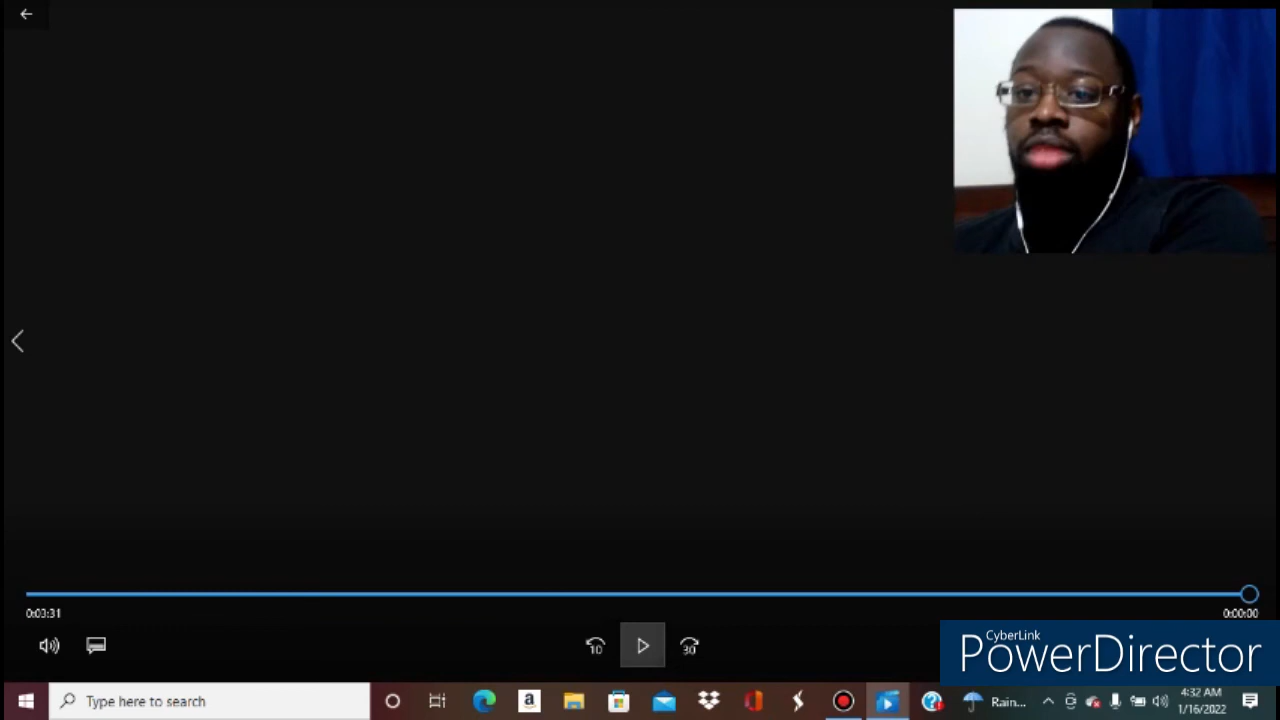 0:03:31
0:00:00
10
30
CyberLink
PowerDirector
Type here to search
a
Rain...
4:32 AM
1/16/2022